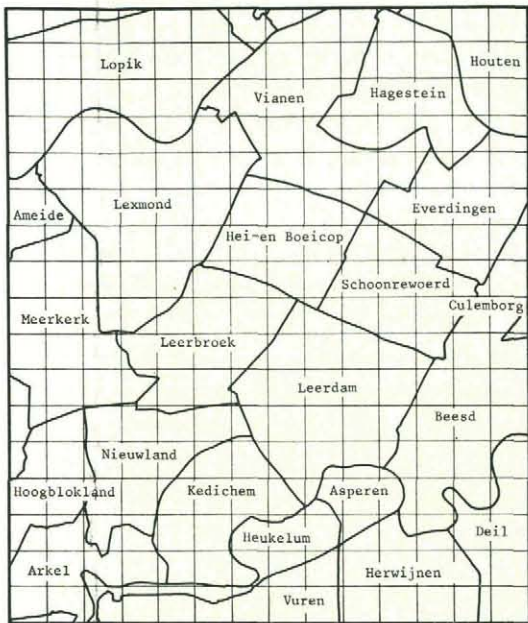 Lopik
Houten
Hagestein
Vianen
Ameide
Lexmond
Everdingen
Hei-en Boeicop
Schoonrewoerd
Culemborg
Meerkerk
Leerbroek
Leerdam
Beesd
Nieuwland
Hoogblokland
Kedichem
Asperen
Deil
Heukelum
Arkel
Herwijnen
Vuren